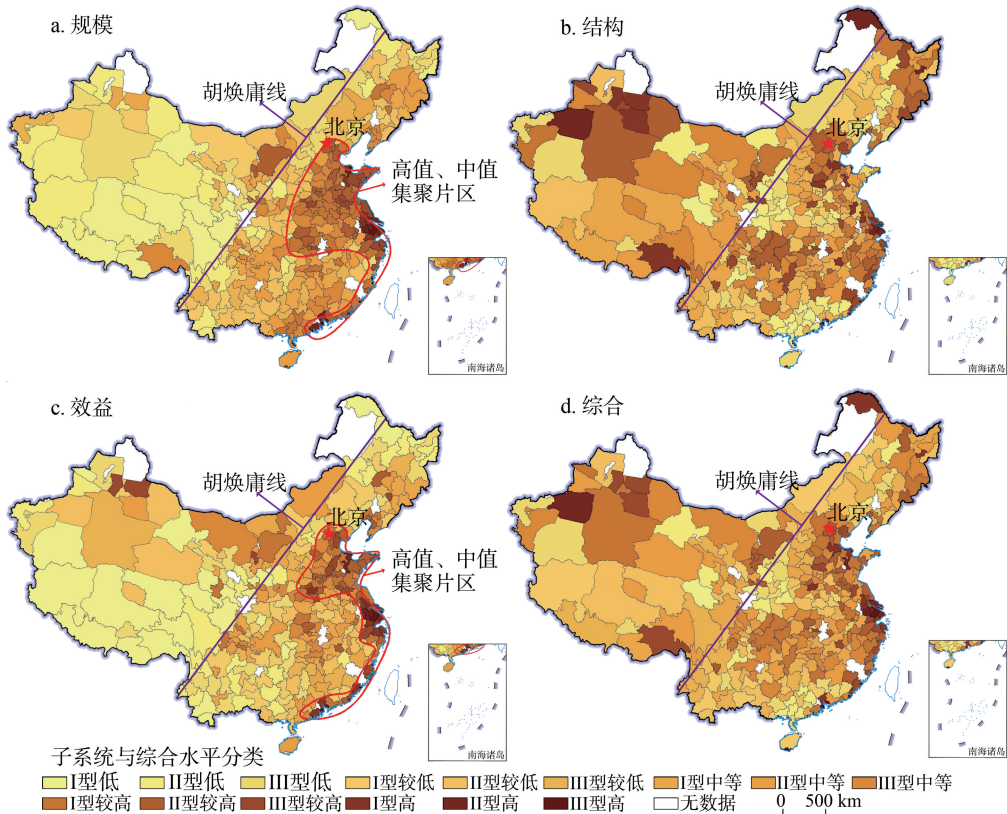 a. 规模
胡焕庸线
北京
高值、中值
集聚片区
南海诸岛
b. 结构
胡焕庸线
北京
南海诸岛
c. 效益
胡焕庸线
北京
高值、中值
集聚片区
南海诸岛
d. 综合
胡焕庸线
北京
南海诸岛
子系统与综合水平分类
I型低 II型低 III型低 I型较低 II型较低 III型较低 I型中等 II型中等 III型中等
I型较高 II型较高 III型较高 I型高 II型高 III型高 无数据 0 500 km